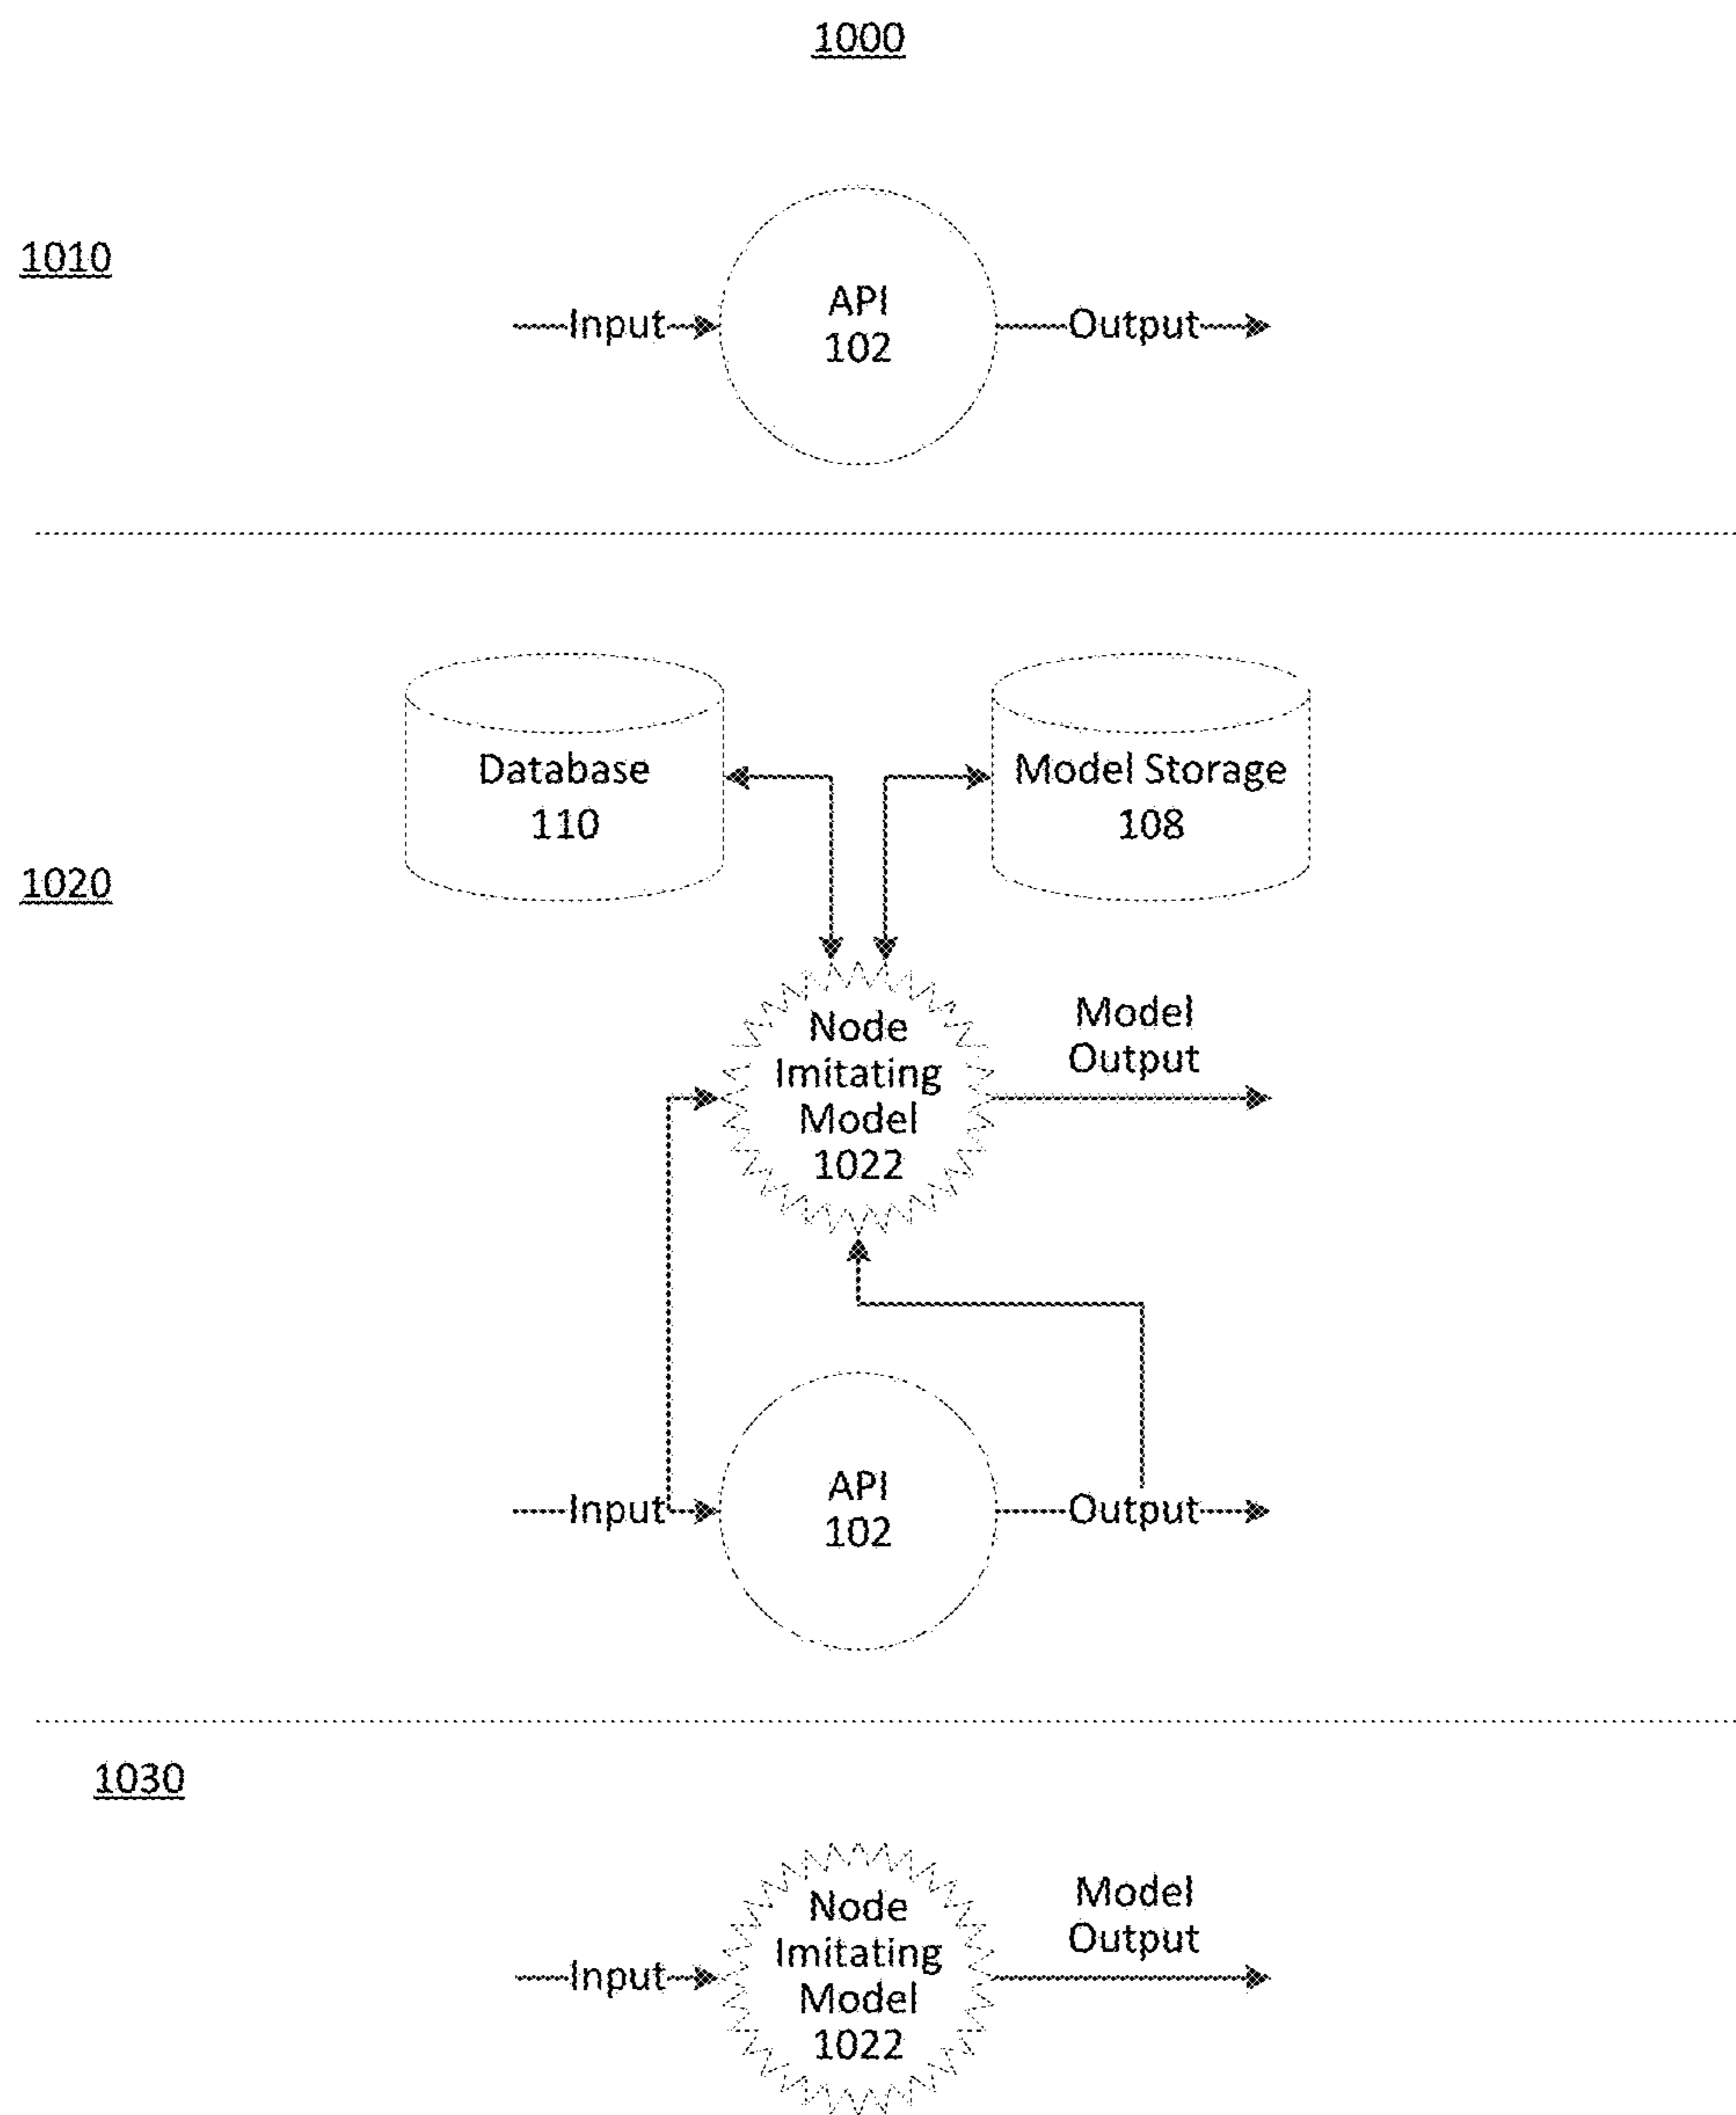 1000
1010
API
Input
102
Output
Database
110
Model Storage
108
1020
Node
Imitating
Model
1022
Model
Output
API
Input
102
Output
1030
Node
Imitating
Model
1022
Input
Model
Output